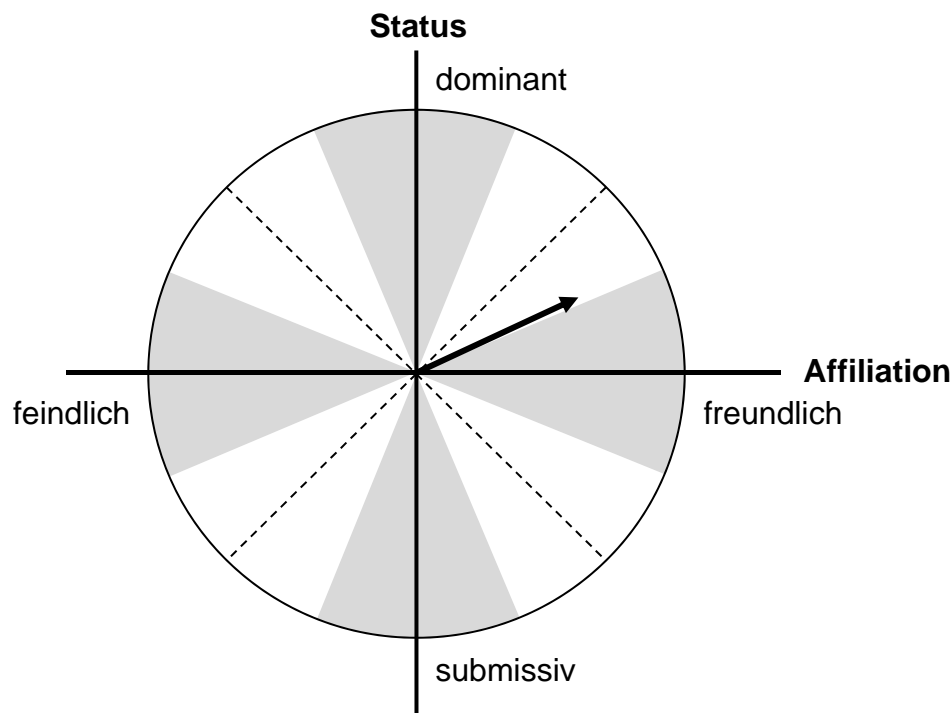 Status
dominant
Affiliation
feindlich
freundlich
submissiv